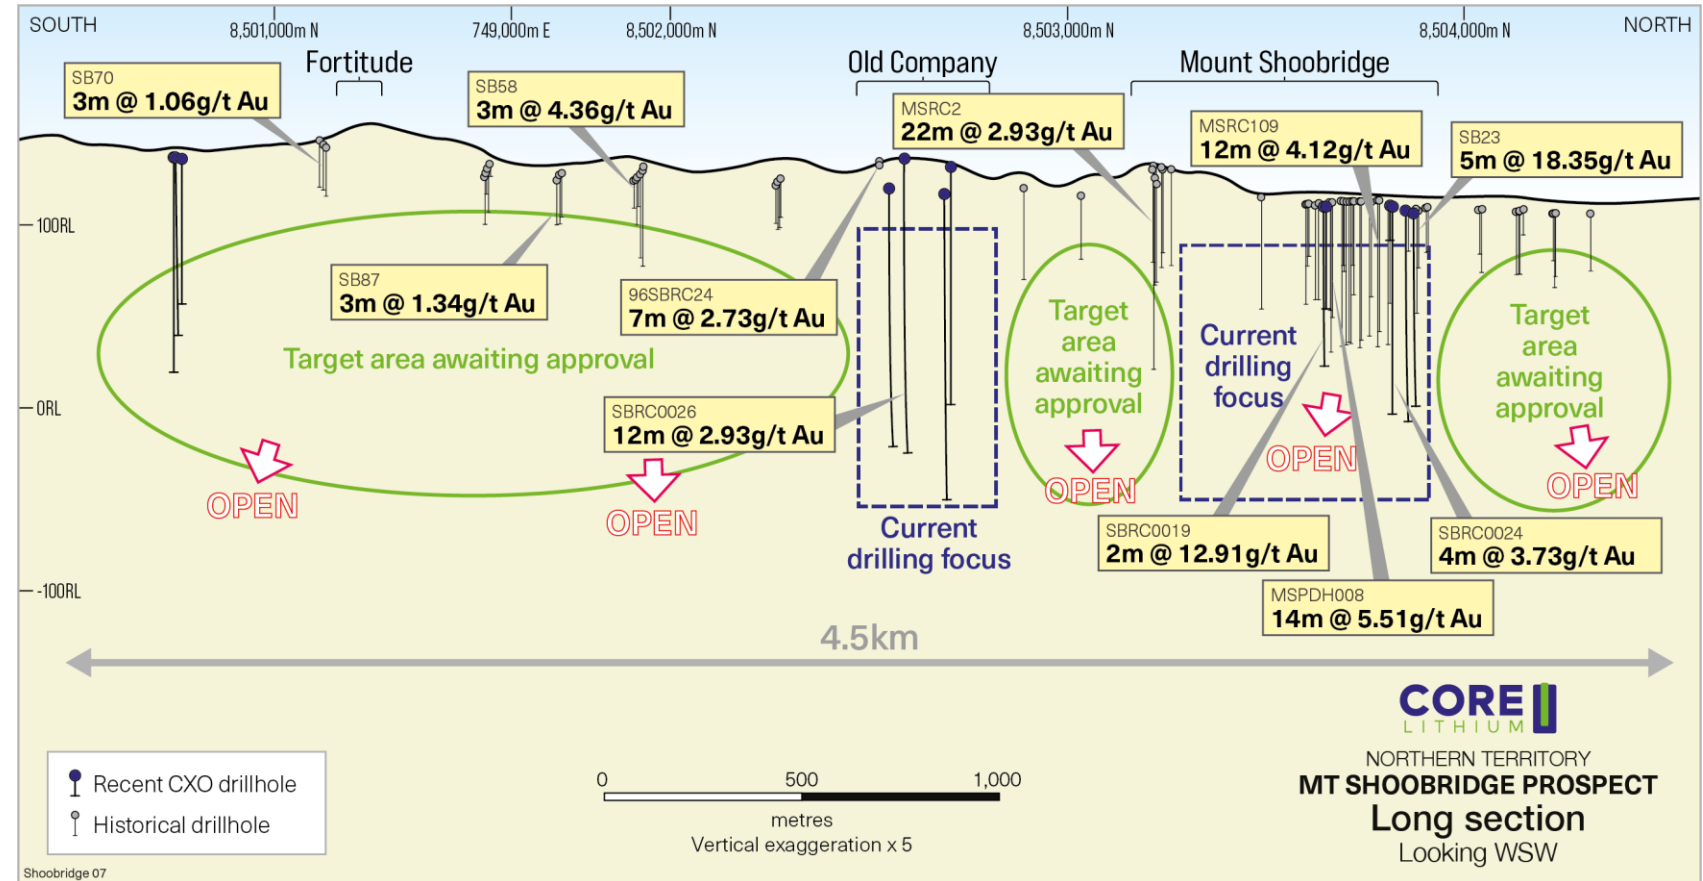 SOUTH
8,501,000m N
749,000m E
8,502,000m N
8,503,000m N
8,504,000m N
NORTH
Fortitude
Old Company
Mount Shoobridge
SB70
3m @ 1.06g/t Au
SB58
3m @ 4.36g/t Au
MSRC2
22m @ 2.93g/t Au
MSRC109
12m @ 4.12g/t Au
SB23
5m @ 18.35g/t Au
100RL
SB87
3m @ 1.34g/t Au
96SBRC24
7m @ 2.73g/t Au
Target area awaiting approval
Target
area
awaiting
approval
Current
drilling
focus
Target
area
awaiting
approval
0RL
SBRC0026
12m @ 2.93g/t Au
OPEN
OPEN
OPEN
OPEN
OPEN
Current
drilling focus
SBRC0019
2m @ 12.91g/t Au
SBRC0024
4m @ 3.73g/t Au
MSPDH008
14m @ 5.51g/t Au
-100RL
4.5km
CORE
LITHIUM
NORTHERN TERRITORY
MT SHOOBRIDGE PROSPECT
Long section
Looking WSW
Recent CXO drillhole
Historical drillhole
0 500 1,000
metres
Vertical exaggeration x 5
Shoobridge 07